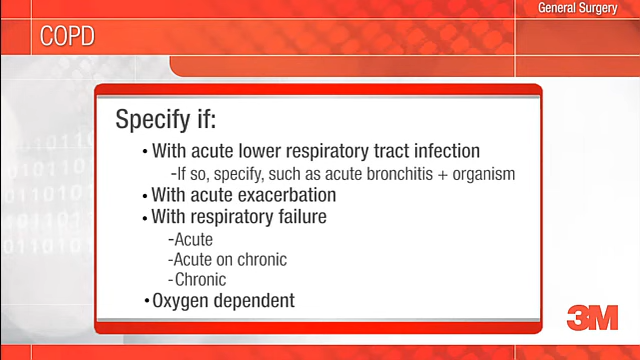 General Surgery
COPD
Specify if:
• With acute lower respiratory tract infection
-If so, specify, such as acute bronchitis + organism
• With acute exacerbation
• With respiratory failure
-Acute
-Acute on chronic
-Chronic
• Oxygen dependent
3M